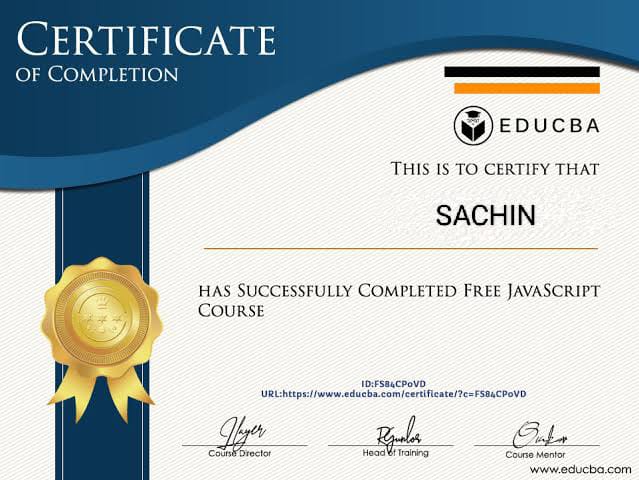 CERTIFICATE
OF COMPLETION
EDUCBA
THIS IS TO CERTIFY THAT
SACHIN
HAS SUCCESSFULLY COMPLETED FREE JAVASCRIPT
COURSE
ID:FS84CPoVD
URL:https://www.educba.com/certificate/?c=FS84CPoVD
Course Director
Head of Training
Course Mentor
www.educba.com